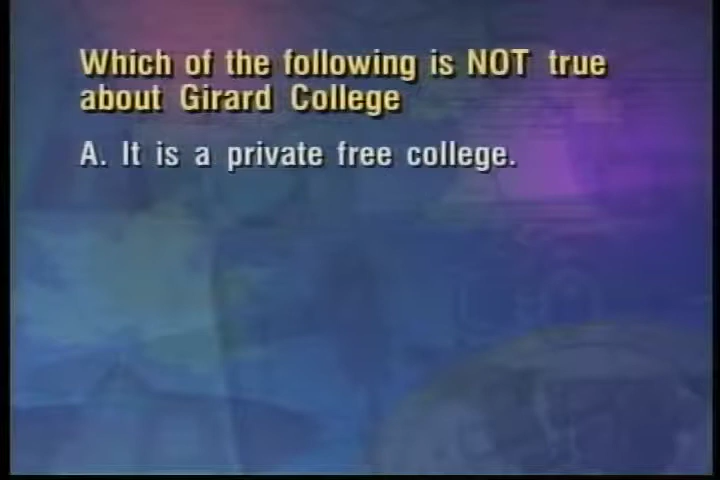 Which of the following is NOT true
about Girard College
A. It is a private free college.